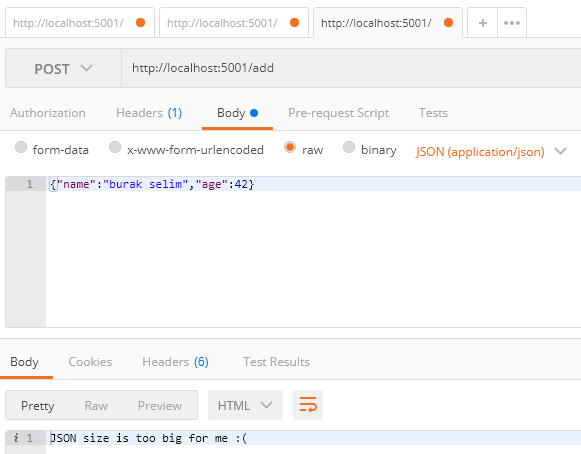 http://localhost:5001/ http://localhost:5001/ http://localhost:5001/ + •••
POST http://localhost:5001/add
Authorization Headers (1) Body Pre-request Script Tests
form-data x-www-form-urlencoded raw binary JSON (application/json)
1 {"name":"burak selim","age":42}
Body Cookies Headers (6) Test Results
Pretty Raw Preview HTML
i 1 JSON size is too big for me :(